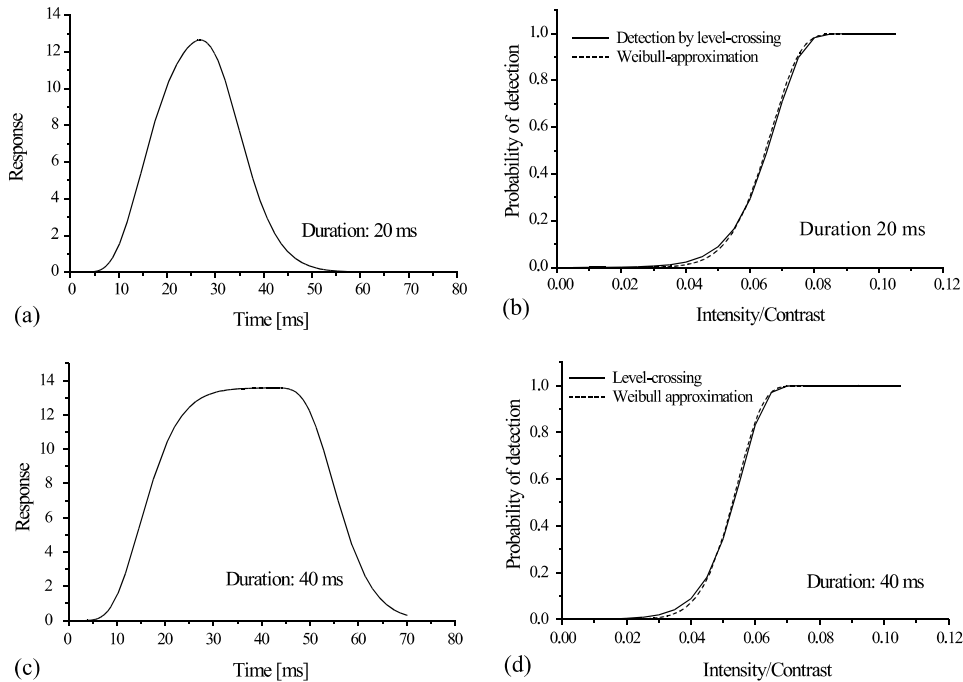 14
12
10
8
6
4
2
0
Response
0 10 20 30 40 50 60 70 80
Time [ms]
Duration: 20 ms
(a)
1.0
0.8
0.6
0.4
0.2
0.0
Probability of detection
Detection by level-crossing
Weibull-approximation
Duration 20 ms
0.00 0.02 0.04 0.06 0.08 0.10 0.12
Intensity/Contrast
(b)
14
12
10
8
6
4
2
0
Response
Duration: 40 ms
0 10 20 30 40 50 60 70 80
Time [ms]
(c)
1.0
0.8
0.6
0.4
0.2
0.0
Probability of detection
Level-crossing
Weibull approximation
Duration: 40 ms
0.00 0.02 0.04 0.06 0.08 0.10 0.12
Intensity/Contrast
(d)